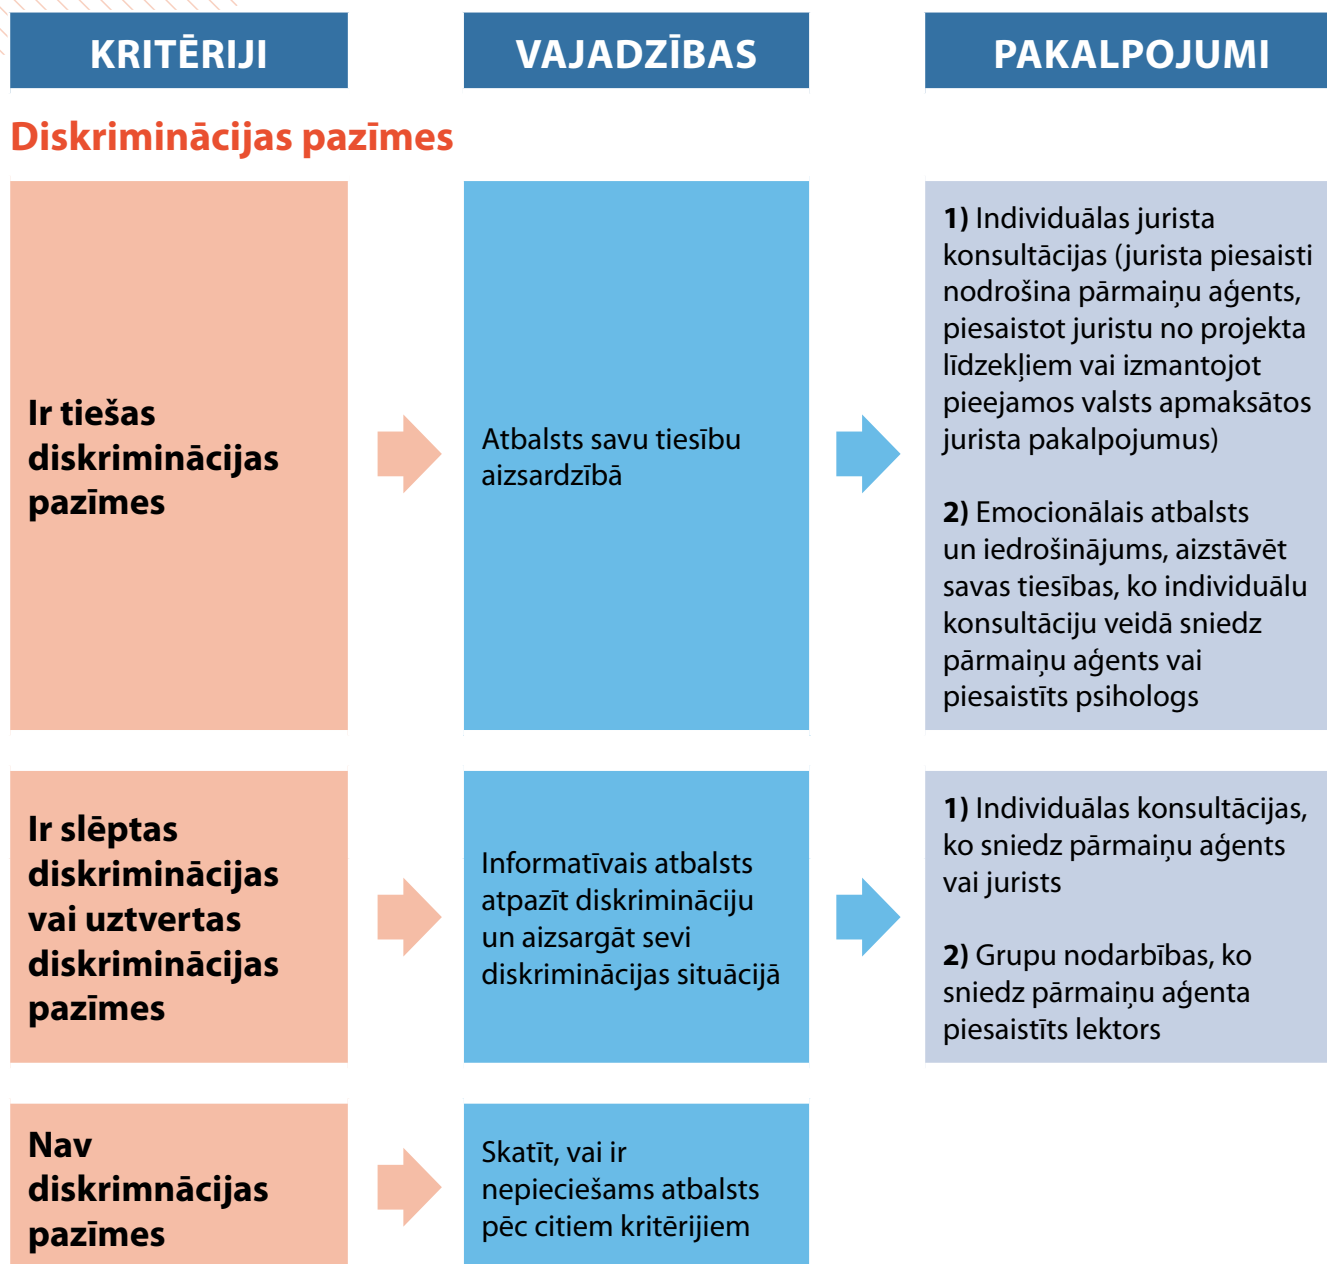 KRITĒRIJI
VAJADZĪBAS
PAKALPOJUMI
Diskriminācijas pazīmes
Ir tiešas
diskriminācijas
pazīmes
Atbalsts savu tiesību
aizsardzībā
1) Individuālas jurista
konsultācijas (jurista piesaisti
nodrošina pārmaiņu aģents,
piesaistot juristu no projekta
līdzekļiem vai izmantojot
pieejamos valsts apmaksātos
jurista pakalpojumus)
2) Emocionālais atbalsts
un iedrošinājums, aizstāvēt
savas tiesības, ko individuālu
konsultāciju veidā sniedz
pārmaiņu aģents vai
piesaistīts psihologs
Ir slēptas
diskriminācijas
vai uztvertas
diskriminācijas
pazīmes
Informatīvais atbalsts
atpazīt diskrimināciju
un aizsargāt sevi
diskriminācijas situācijā
1) Individuālas konsultācijas,
ko sniedz pārmaiņu aģents
vai jurists
2) Grupu nodarbības, ko
sniedz pārmaiņu aģenta
piesaistīts lektors
Nav
diskrimnācijas
pazīmes
Skatīt, vai ir
nepieciešams atbalsts
pēc citiem kritērijiem